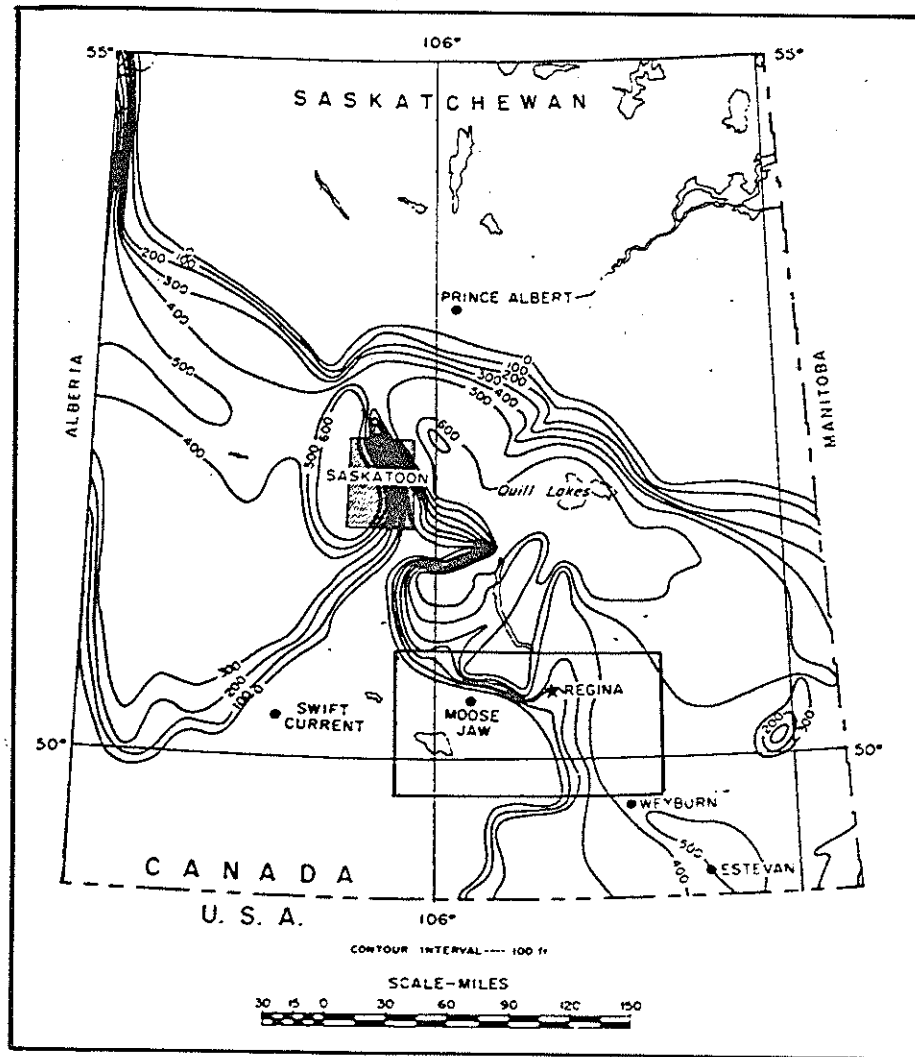 106°
55°
55°
SASKATCHEWAN
0
100
200
300
400
500
400
PRINCE ALBERT
ALBERTA
MANITOBA
0
100
200
300
400
500
600
500
600
SASKATOON
Quill Lakes
300
200
100
0
SWIFT
CURRENT
MOOSE
JAW
REGINA
200
300
50°
50°
WEYBURN
500
400
ESTEVAN
CANADA
U. S. A.
106°
CONTOUR INTERVAL---- 100 ft
SCALE-MILES
30 15 0 30 60 90 120 150